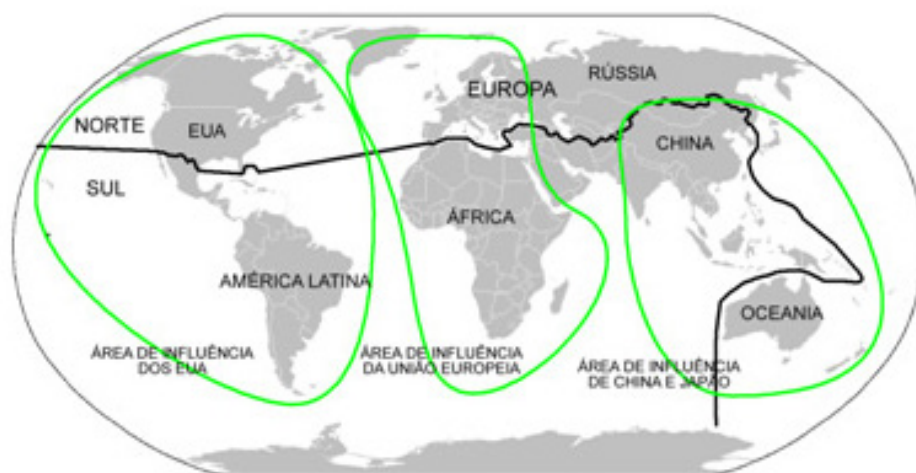 NORTE
SUL
EUA
AMÉRICA LATINA
ÁREA DE INFLUÊNCIA
DOS EUA
EUROPA
ÁFRICA
ÁREA DE INFLUÊNCIA
DA UNIÃO EUROPEIA
RÚSSIA
CHINA
OCEANIA
ÁREA DE INFLUÊNCIA
DE CHINA E JAPÃO